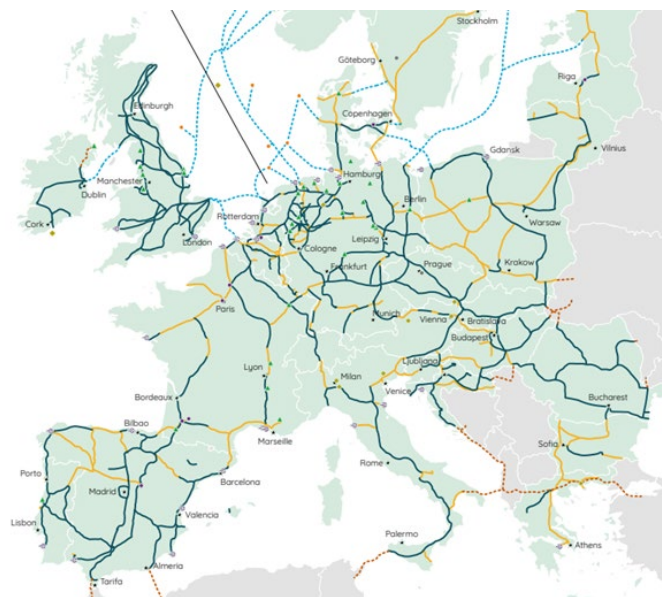 Stockholm
Göteborg
Riga
Edinburgh
Copenhagen
Vilnius
Gdansk
Hamburg
Manchester
Dublin
Berlin
Cork
Rotterdam
Warsaw
London
Leipzig
Cologne
Frankfurt
Prague
Krakow
Paris
Munich
Vienna
Bratislava
Budapest
Lyon
Milan
Ljubljana
Venice
Bordeaux
Bucharest
Bilbao
Marseille
Sofia
Porto
Rome
Barcelona
Madrid
Lisbon
Valencia
Palermo
Athens
Almeria
Tarifa